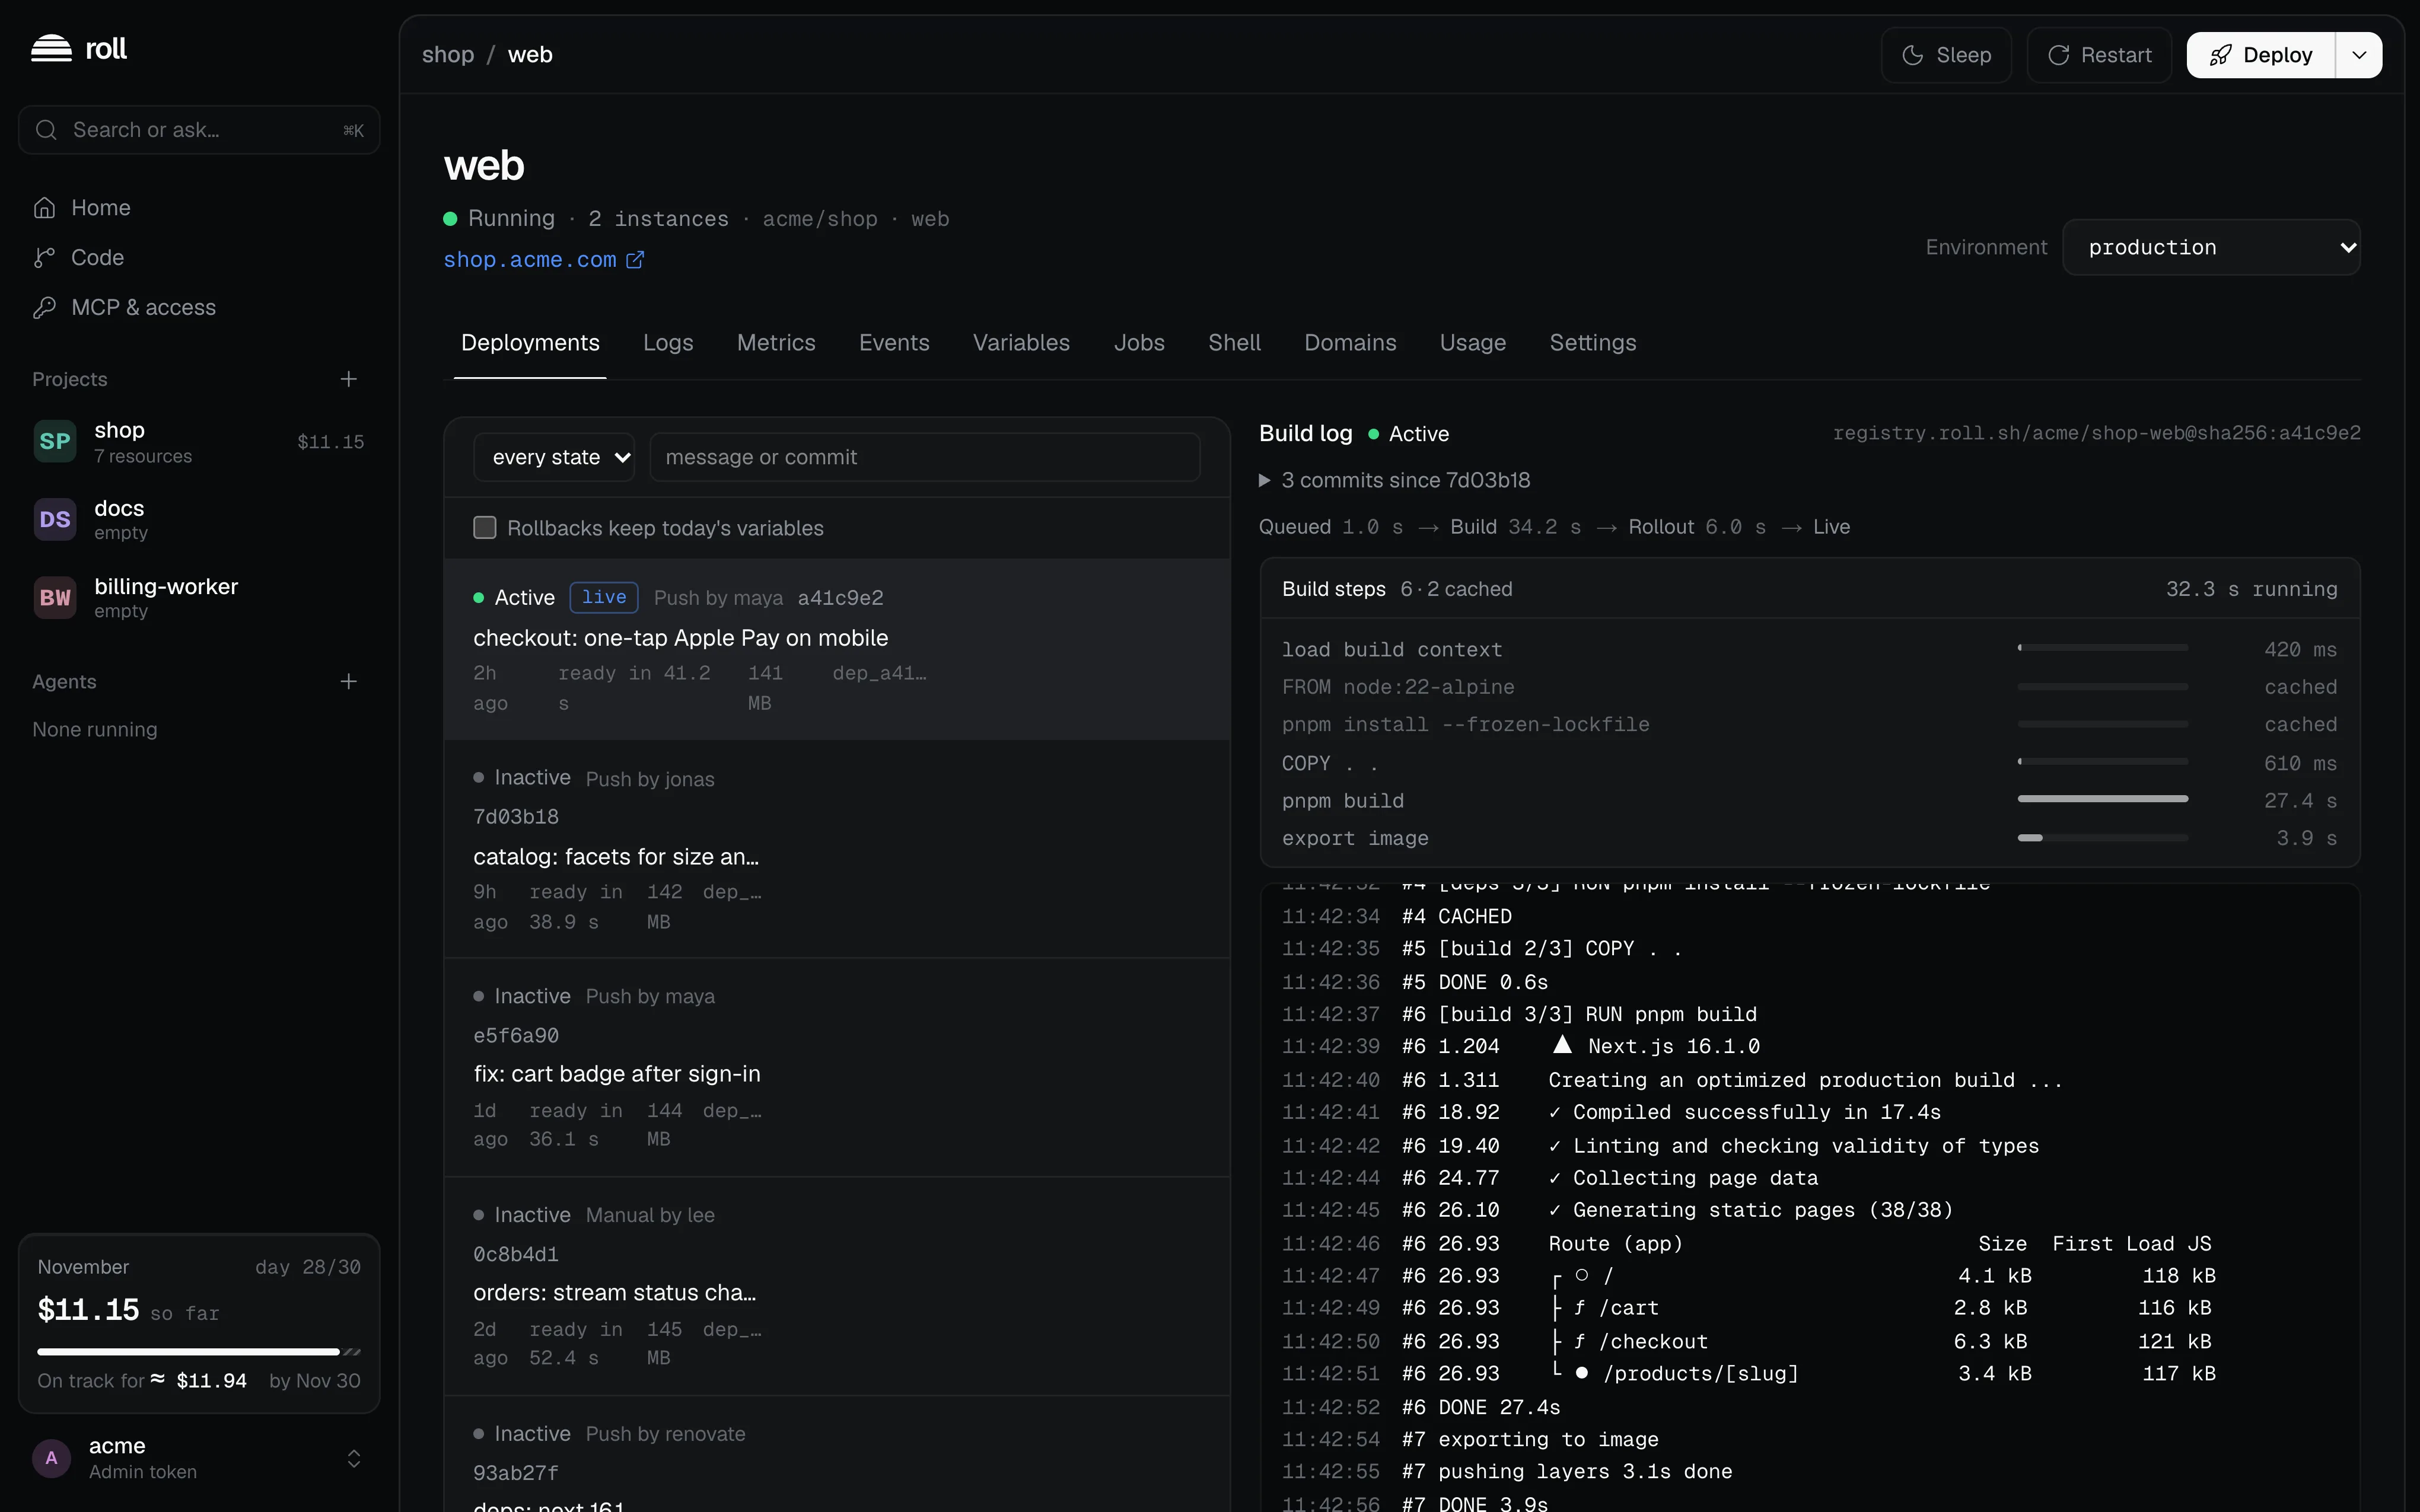 roll
Search or ask... ⌘K
Home
Code
MCP & access
Projects
SP shop $11.15
7 resources
DS docs
empty
BW billing-worker
empty
Agents
None running
November day 28/30
$11.15 so far
On track for ≈ $11.94 by Nov 30
A acme
Admin token
shop / web
Sleep Restart Deploy
web
Running · 2 instances · acme/shop · web
shop.acme.com
Environment production
Deployments Logs Metrics Events Variables Jobs Shell Domains Usage Settings
every state message or commit
Rollbacks keep today's variables
Active live Push by maya a41c9e2
checkout: one-tap Apple Pay on mobile
2h ago ready in 41.2 s 141 MB dep_a41…
Inactive Push by jonas
7d03b18
catalog: facets for size an…
9h ago ready in 38.9 s 142 MB dep_…
Inactive Push by maya
e5f6a90
fix: cart badge after sign-in
1d ago ready in 36.1 s 144 MB dep_…
Inactive Manual by lee
0c8b4d1
orders: stream status cha…
2d ago ready in 52.4 s 145 MB dep_…
Inactive Push by renovate
93ab27f
deps: next 16.1
Build log Active registry.roll.sh/acme/shop-web@sha256:a41c9e2
3 commits since 7d03b18
Queued 1.0 s → Build 34.2 s → Rollout 6.0 s → Live
Build steps 6 · 2 cached 32.3 s running
load build context 420 ms
FROM node:22-alpine cached
pnpm install --frozen-lockfile cached
COPY . . 610 ms
pnpm build 27.4 s
export image 3.9 s
11:42:32 #4 [deps 3/3] RUN pnpm install --frozen-lockfile
11:42:34 #4 CACHED
11:42:35 #5 [build 2/3] COPY . .
11:42:36 #5 DONE 0.6s
11:42:37 #6 [build 3/3] RUN pnpm build
11:42:39 #6 1.204 ▲ Next.js 16.1.0
11:42:40 #6 1.311 Creating an optimized production build ...
11:42:41 #6 18.92 ✓ Compiled successfully in 17.4s
11:42:42 #6 19.40 ✓ Linting and checking validity of types
11:42:44 #6 24.77 ✓ Collecting page data
11:42:45 #6 26.10 ✓ Generating static pages (38/38)
11:42:46 #6 26.93 Route (app) Size First Load JS
11:42:47 #6 26.93 ┌ ○ / 4.1 kB 118 kB
11:42:49 #6 26.93 ├ ƒ /cart 2.8 kB 116 kB
11:42:50 #6 26.93 ├ ƒ /checkout 6.3 kB 121 kB
11:42:51 #6 26.93 └ ● /products/[slug] 3.4 kB 117 kB
11:42:52 #6 DONE 27.4s
11:42:54 #7 exporting to image
11:42:55 #7 pushing layers 3.1s done
11:42:56 #7 DONE 3.9s